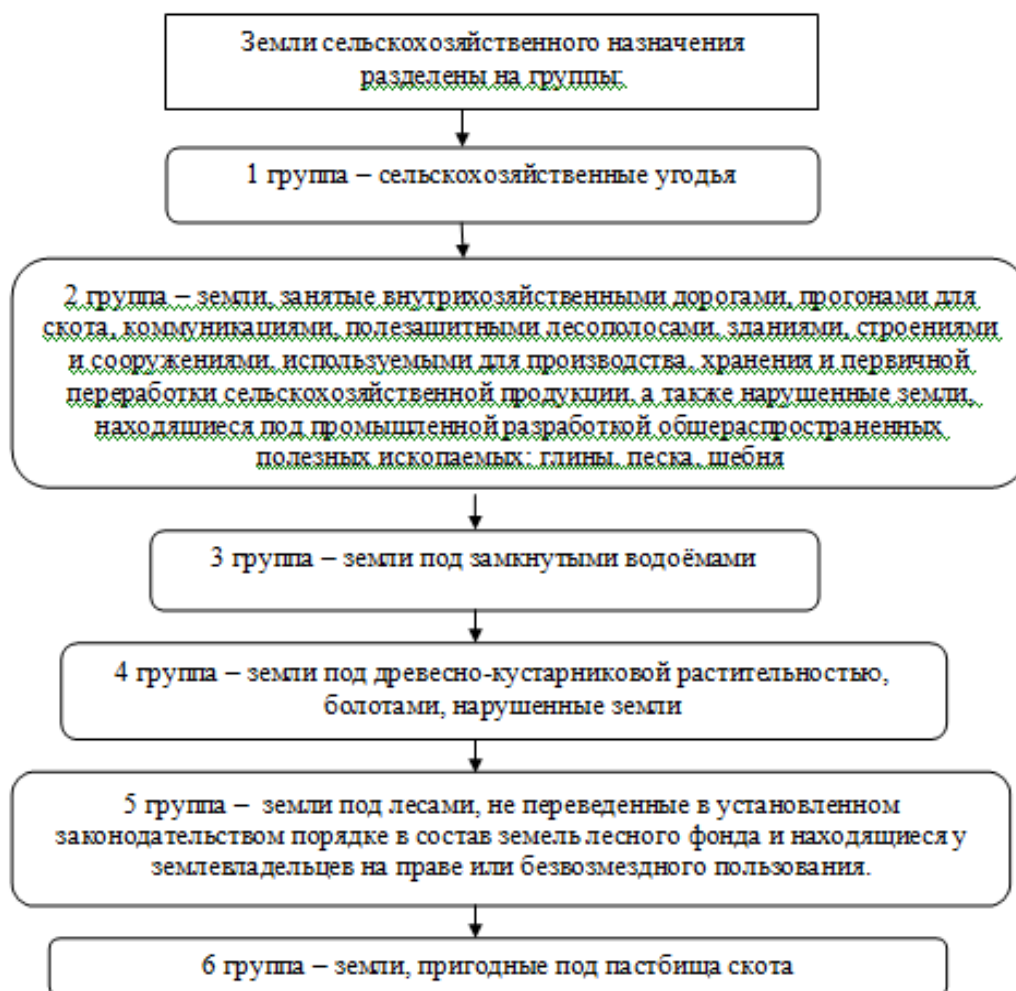 Земли сельскохозяйственного назначения
разделены на группы:
1 группа – сельскохозяйственные угодья
2 группа – земли, занятые внутрихозяйственными дорогами, прогонами для
скота, коммуникациями, полезащитными лесополосами, зданиями, строениями
и сооружениями, используемыми для производства, хранения и первичной
переработки сельскохозяйственной продукции, а также нарушенные земли,
находящиеся под промышленной разработкой общераспространенных
полезных ископаемых: глины, песка, щебня
3 группа – земли под замкнутыми водоёмами
4 группа – земли под древесно-кустарниковой растительностью,
болотами, нарушенные земли
5 группа – земли под лесами, не переведенные в установленном
законодательством порядке в состав земель лесного фонда и находящиеся у
землевладельцев на праве или безвозмездного пользования.
6 группа – земли, пригодные под пастбища скота